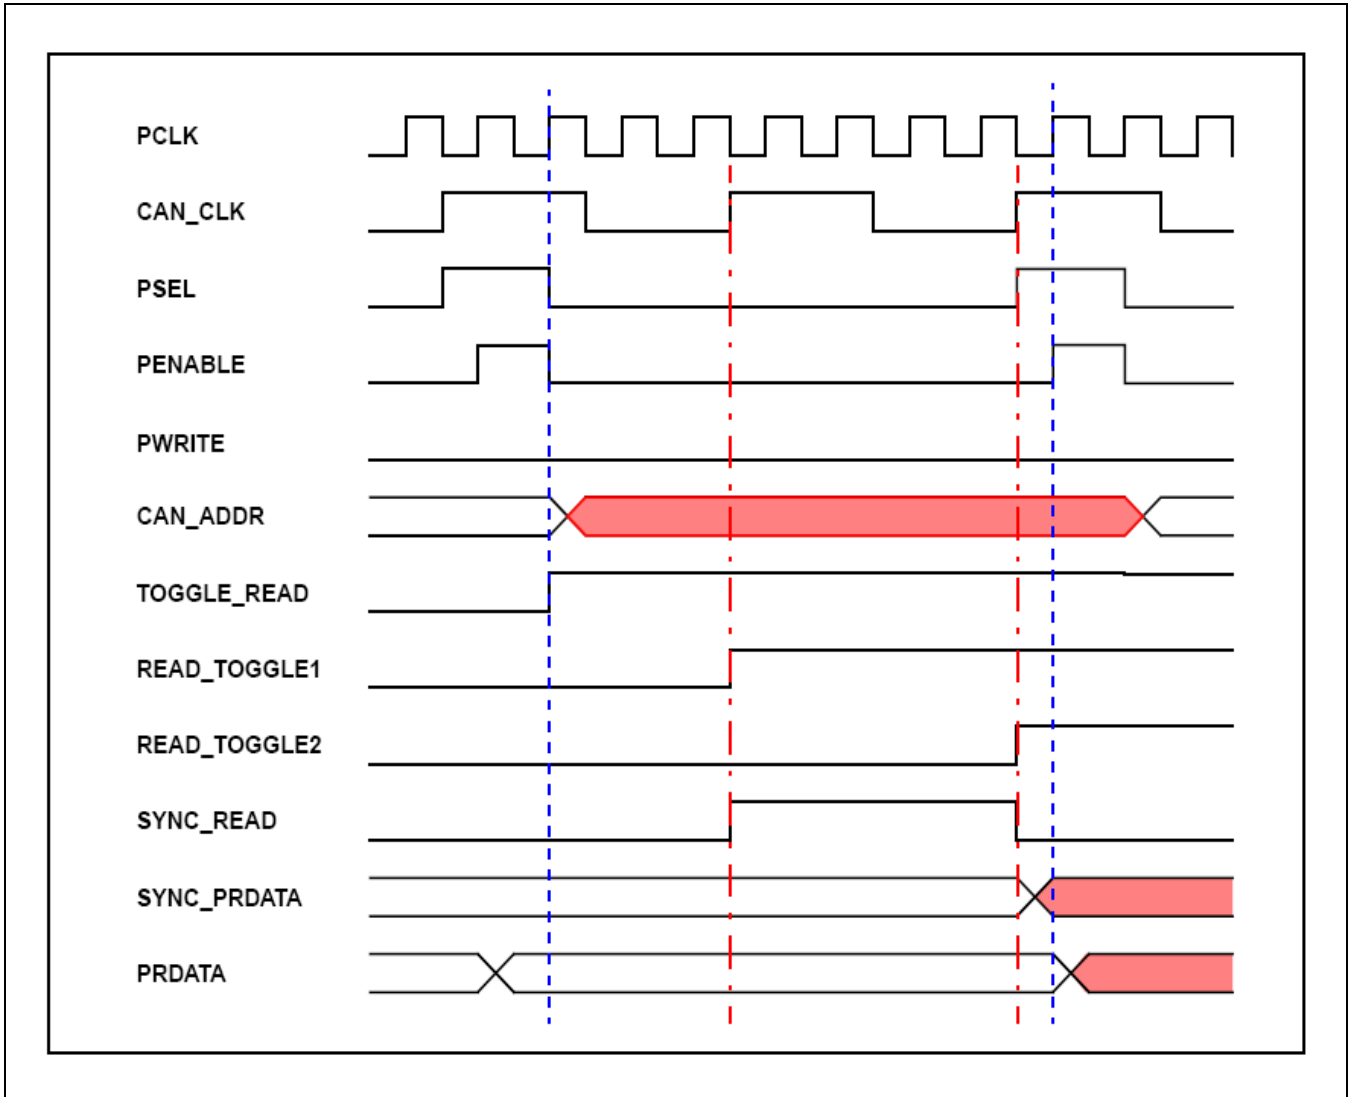 PCLK
CAN_CLK
PSEL
PENABLE
PWRITE
CAN_ADDR
TOGGLE_READ
READ_TOGGLE1
READ_TOGGLE2
SYNC_READ
SYNC_PRDATA
PRDATA